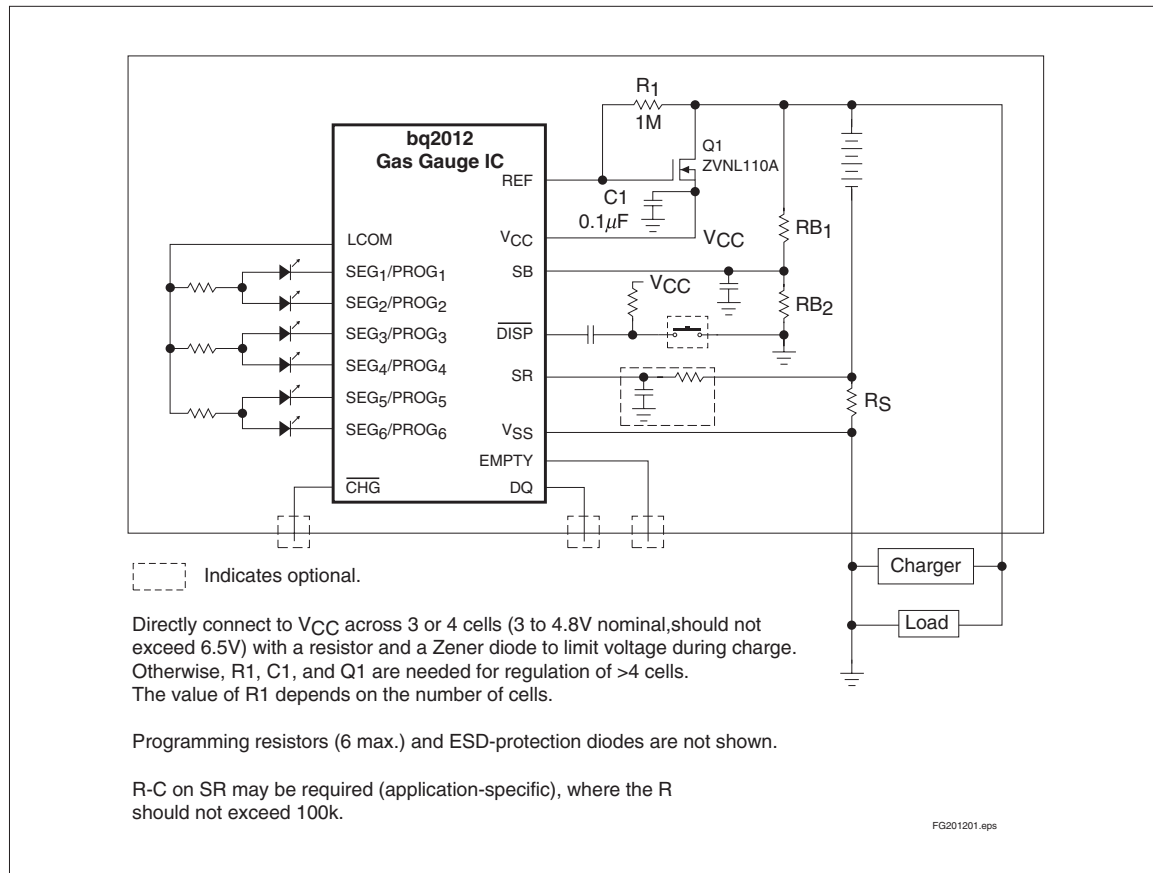 bq2012
Gas Gauge IC
R1
1M
Q1
ZVNL110A
REF
C1
0.1µF
VCC
VCC
LCOM
SB
RB1
SEG1/PROG1
VCC
SEG2/PROG2
RB2
SEG3/PROG3
DISP
SEG4/PROG4
SR
SEG5/PROG5
RS
SEG6/PROG6
VSS
EMPTY
CHG
DQ
Charger
Load
Indicates optional.
Directly connect to VCC across 3 or 4 cells (3 to 4.8V nominal,should not
exceed 6.5V) with a resistor and a Zener diode to limit voltage during charge.
Otherwise, R1, C1, and Q1 are needed for regulation of >4 cells.
The value of R1 depends on the number of cells.
Programming resistors (6 max.) and ESD-protection diodes are not shown.
R-C on SR may be required (application-specific), where the R
should not exceed 100k.
FG201201.eps